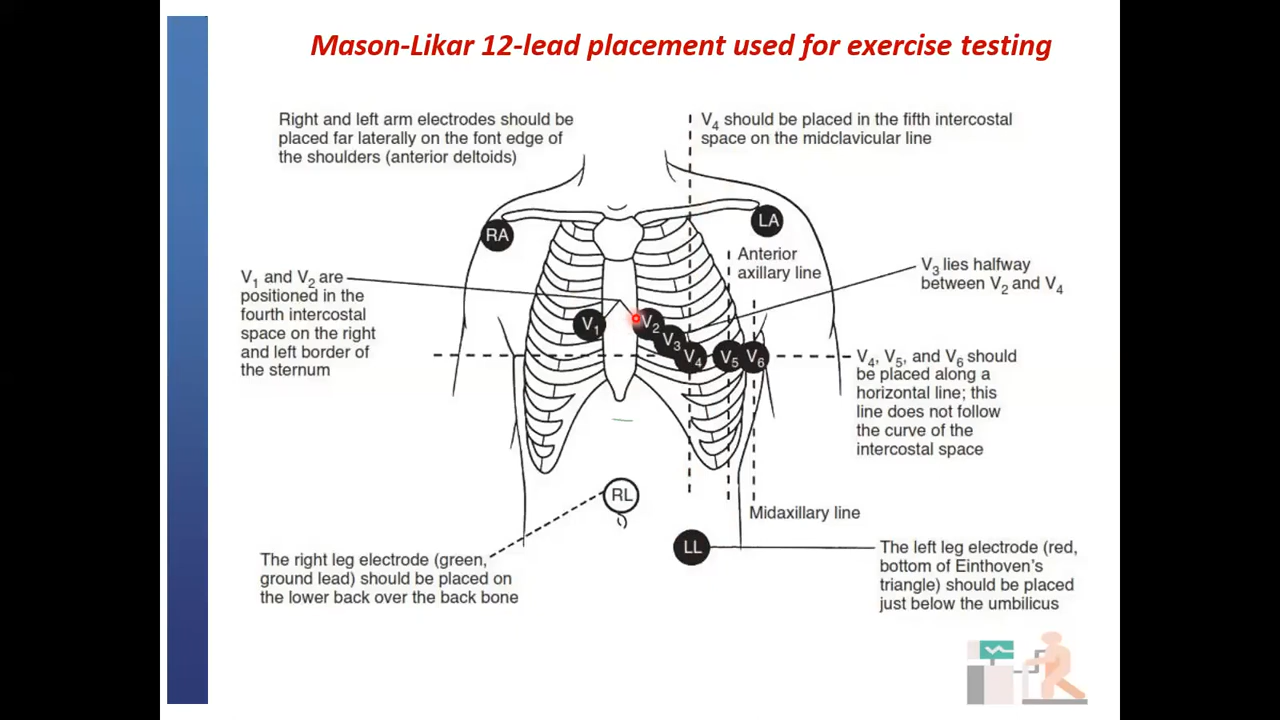 Mason-Likar 12-lead placement used for exercise testing
Right and left arm electrodes should be
placed far laterally on the font edge of
the shoulders (anterior deltoids)
V4 should be placed in the fifth intercostal
space on the midclavicular line
RA
LA
Anterior
axillary line
V3 lies halfway
between V2 and V4
V1 and V2 are
positioned in the
fourth intercostal
space on the right
and left border of
the sternum
V1
V2
V3
V4
V5
V6
V4, V5, and V6 should
be placed along a
horizontal line; this
line does not follow
the curve of the
intercostal space
RL
Midaxillary line
LL
The right leg electrode (green,
ground lead) should be placed on
the lower back over the back bone
The left leg electrode (red,
bottom of Einthoven's
triangle) should be placed
just below the umbilicus